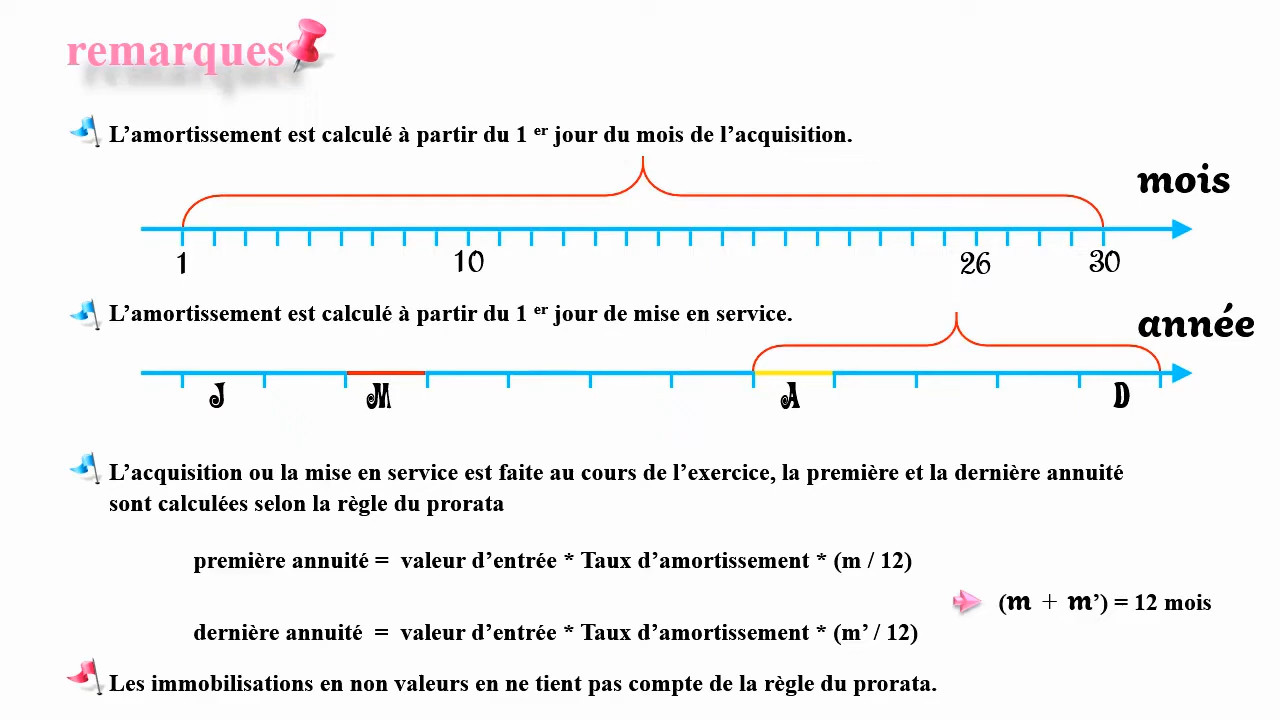 remarques
L’amortissement est calculé à partir du 1 er jour du mois de l’acquisition.
mois
1 10 26 30
L’amortissement est calculé à partir du 1 er jour de mise en service.
année
J M A D
L’acquisition ou la mise en service est faite au cours de l’exercice, la première et la dernière annuité
sont calculées selon la règle du prorata
première annuité = valeur d’entrée * Taux d’amortissement * (m / 12)
(m + m’) = 12 mois
dernière annuité = valeur d’entrée * Taux d’amortissement * (m’ / 12)
Les immobilisations en non valeurs en ne tient pas compte de la règle du prorata.